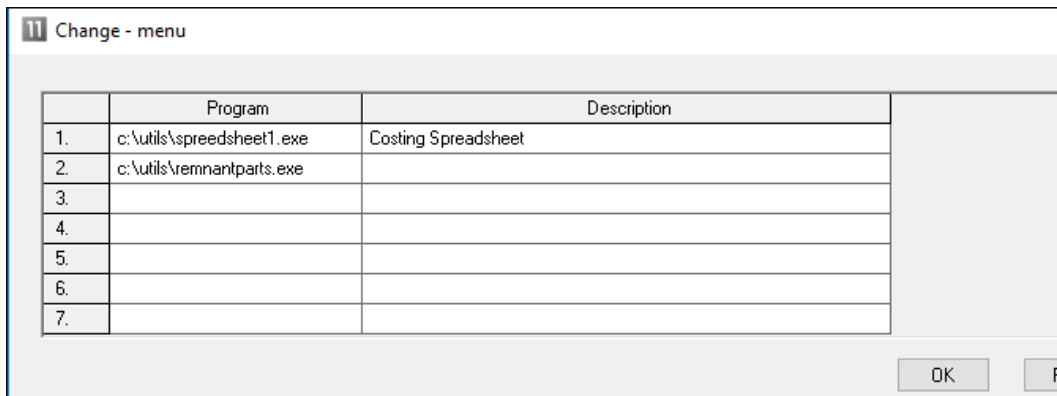 11 Change - menu
Program Description
1. c:\utils\spreedsheet1.exe Costing Spreadsheet
2. c:\utils\remnantparts.exe
3.
4.
5.
6.
7.
OK